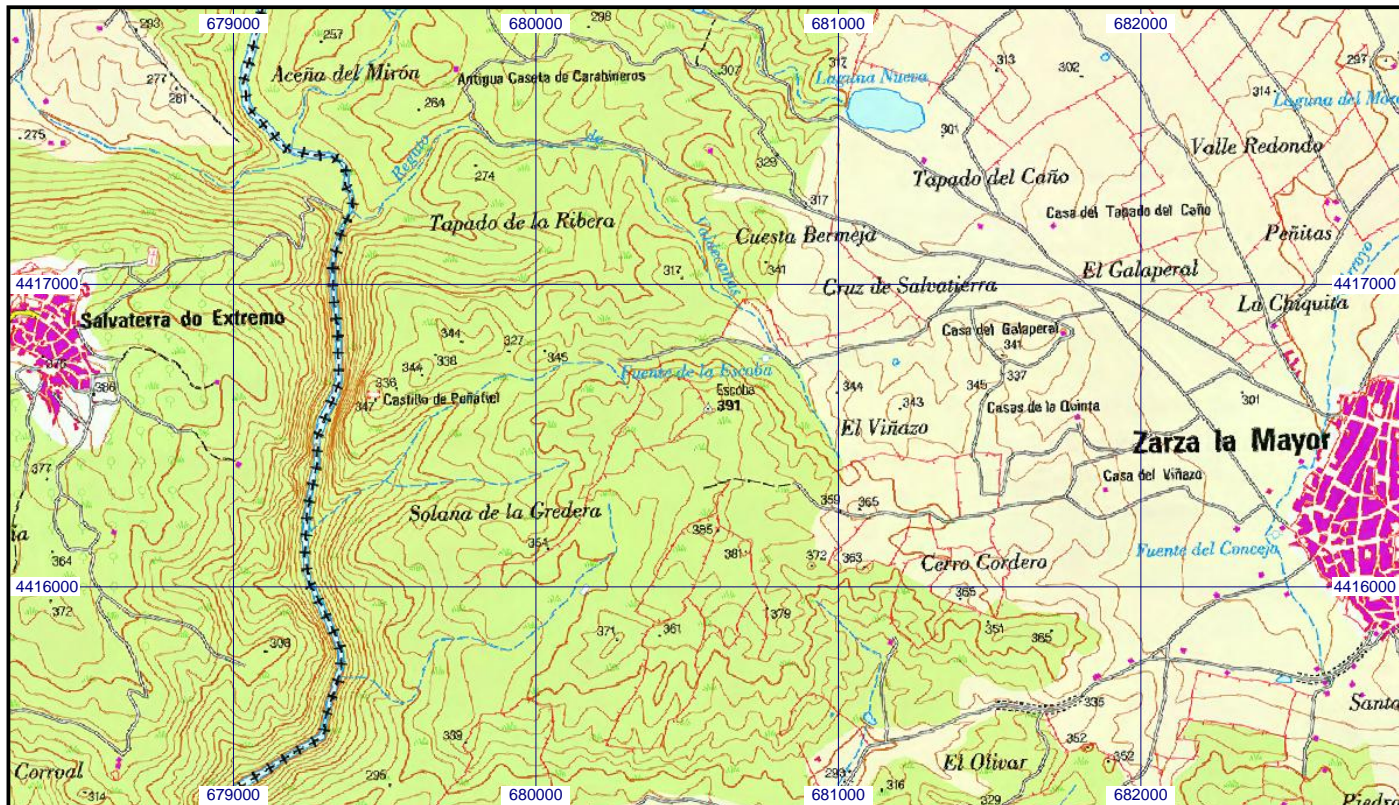 679000 680000 681000 682000
293
257
298
Aceña del Mirón
Antigua Caseta de Carabineros
307
317
313
302
297
277
261
264
Laguna Nueva
314
Laguna del
275
301
Regato
de
329
Valle Redondo
274
Tapado del Caño
317
Tapado de la Ribera
Casa del Tapado del Caño
Cuesta Bermeja
Peñitas
317
341
El Galaperal
4417000
4417000
Cruz de Salvatierra
La Chiquita
Salvaterra do Extremo
344
338
327
345
Casa del Galaperal
341
344
336
Fuente de la Escoba
337
386
347
Castillo de Peñafiel
Escoba
391
344
345
343
Casas de la Quinta
301
El Viñazo
Zarza la Mayor
377
Casa del Viñazo
359
365
Solana de la Gredera
385
354
381
372
363
Fuente del Concejo
364
Cerro Cordero
4416000
4416000
365
372
379
371
361
351
365
308
335
Santa
339
352
352
Corroal
El Olivar
295
293
316
314
329
679000 680000 681000 682000